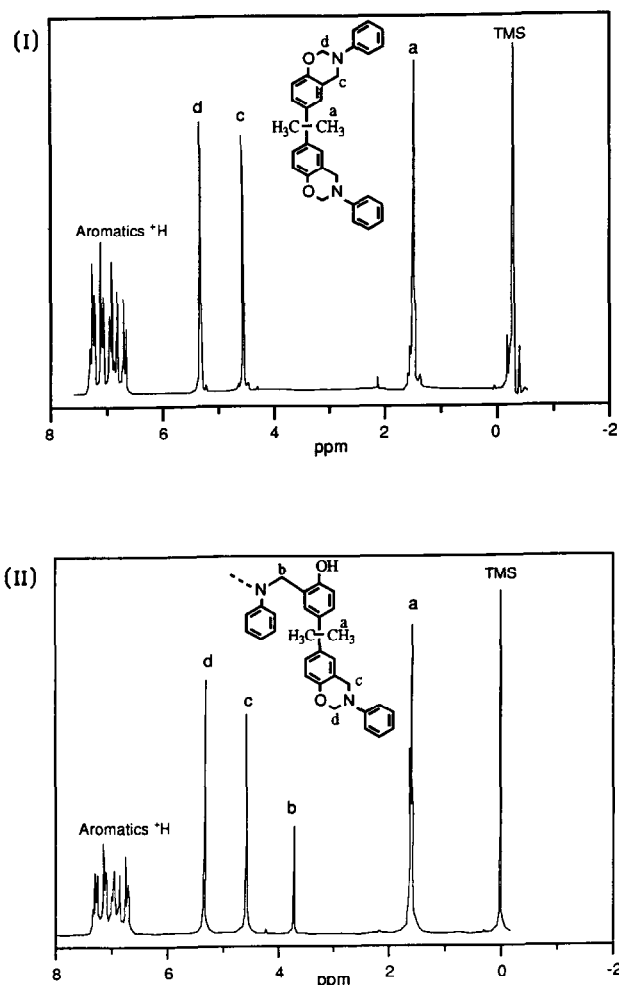 (I)
TMS
d
N
O
a
c
d
c
a
H₃C CH₃
O
N
Aromatics ⁺H
8 6 4 2 0 -2
ppm
(II)
b
OH
TMS
N
a
a
H₃C CH₃
d
c
c
N
O
d
b
Aromatics ⁺H
8 6 4 2 0 -2
ppm